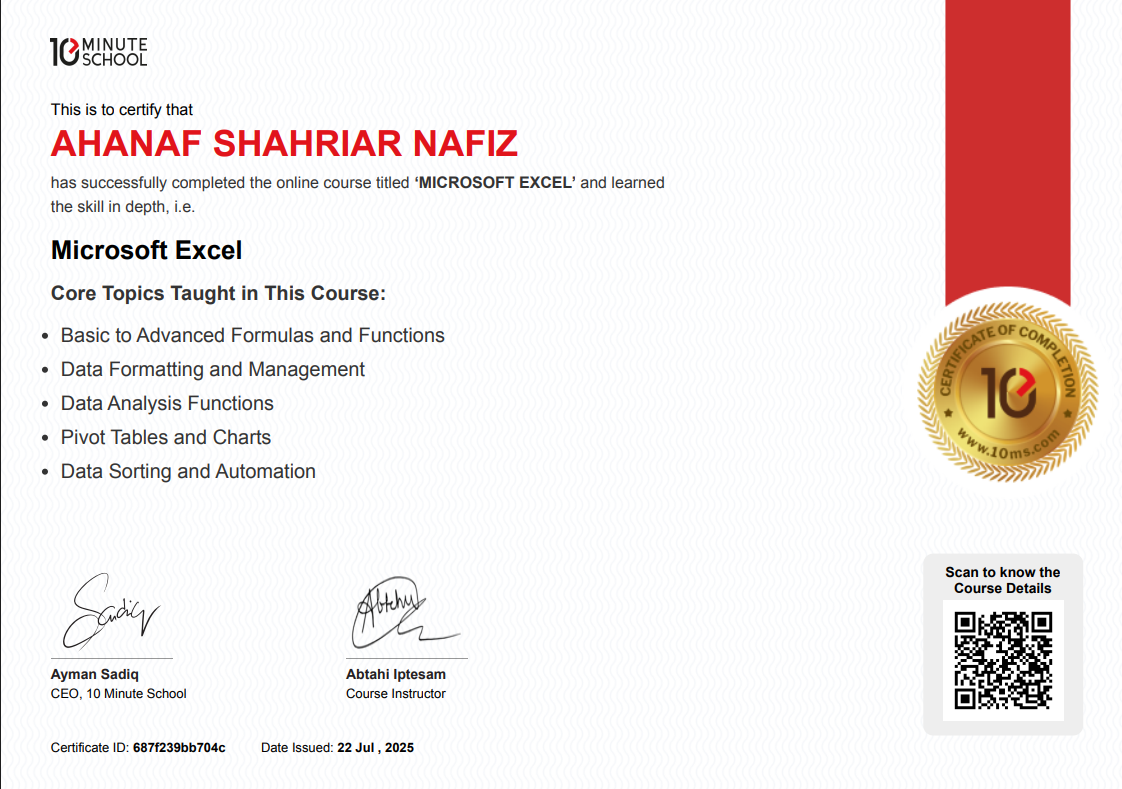 10 MINUTE
SCHOOL
This is to certify that
AHANAF SHAHRIAR NAFIZ
has successfully completed the online course titled ‘MICROSOFT EXCEL’ and learned
the skill in depth, i.e.
Microsoft Excel
Core Topics Taught in This Course:
• Basic to Advanced Formulas and Functions
• Data Formatting and Management
• Data Analysis Functions
• Pivot Tables and Charts
• Data Sorting and Automation
CERTIFICATE OF COMPLETION
10
www.10ms.com
Scan to know the
Course Details
Sadiq
Abtahi
Ayman Sadiq
CEO, 10 Minute School
Abtahi Iptesam
Course Instructor
Certificate ID: 687f239bb704c
Date Issued: 22 Jul , 2025